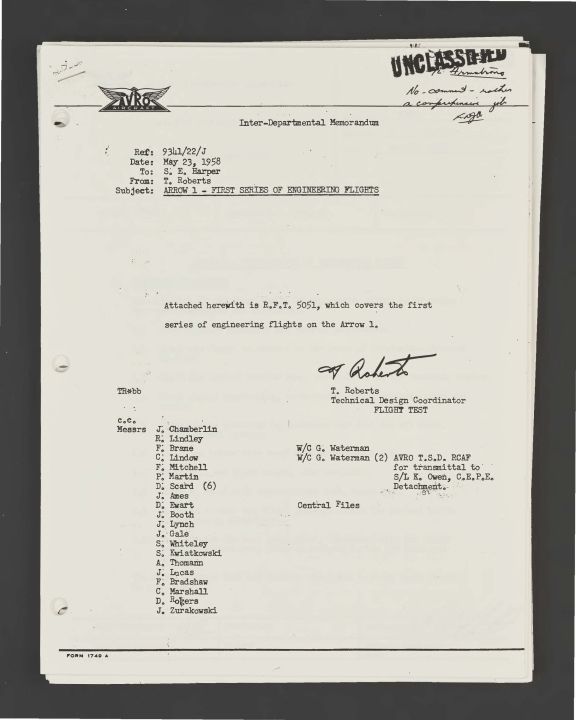 UNCLASSIFIED
Mr Armstrong
No - comment - rather
a comprehensive job
AVRO
AIRCRAFT
Inter-Departmental Memorandum
Ref: 9341/22/J
Date: May 23, 1958
To: S. E. Harper
From: T. Roberts
Subject: ARROW 1 - FIRST SERIES OF ENGINEERING FLIGHTS
Attached herewith is R.F.T. 5051, which covers the first
series of engineering flights on the Arrow 1.
T Roberts
TR*bb
T. Roberts
Technical Design Coordinator
FLIGHT TEST
c.c.
Messrs J. Chamberlin
R. Lindley
F. Brame
C. Lindow
F. Mitchell
P. Martin
D. Scard (6)
J. Ames
D. Ewart
J. Booth
J. Lynch
J. Gale
S. Whiteley
S. Kwiatkowski
A. Thomann
J. Lucas
F. Bradshaw
C. Marshall
D. Rogers
J. Zurakowski
W/C G. Waterman
W/C G. Waterman (2) AVRO T.S.D. RCAF
for transmittal to
S/L K. Owen, C.E.P.E.
Detachment.
Central Files
FORM 1749 A